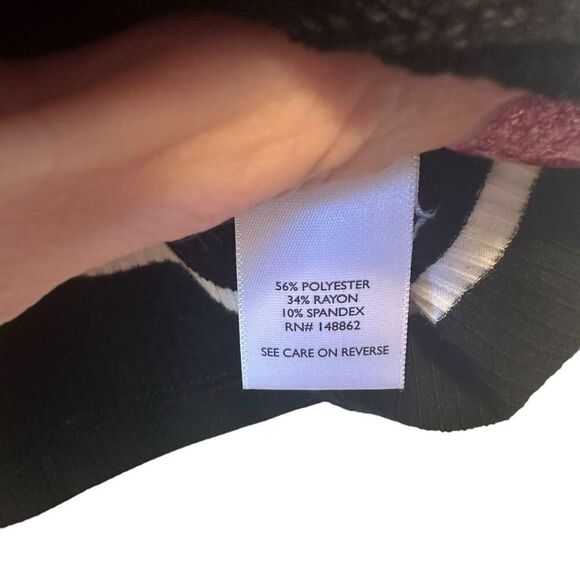 56% POLYESTER
34% RAYON
10% SPANDEX
RN# 148862
SEE CARE ON REVERSE